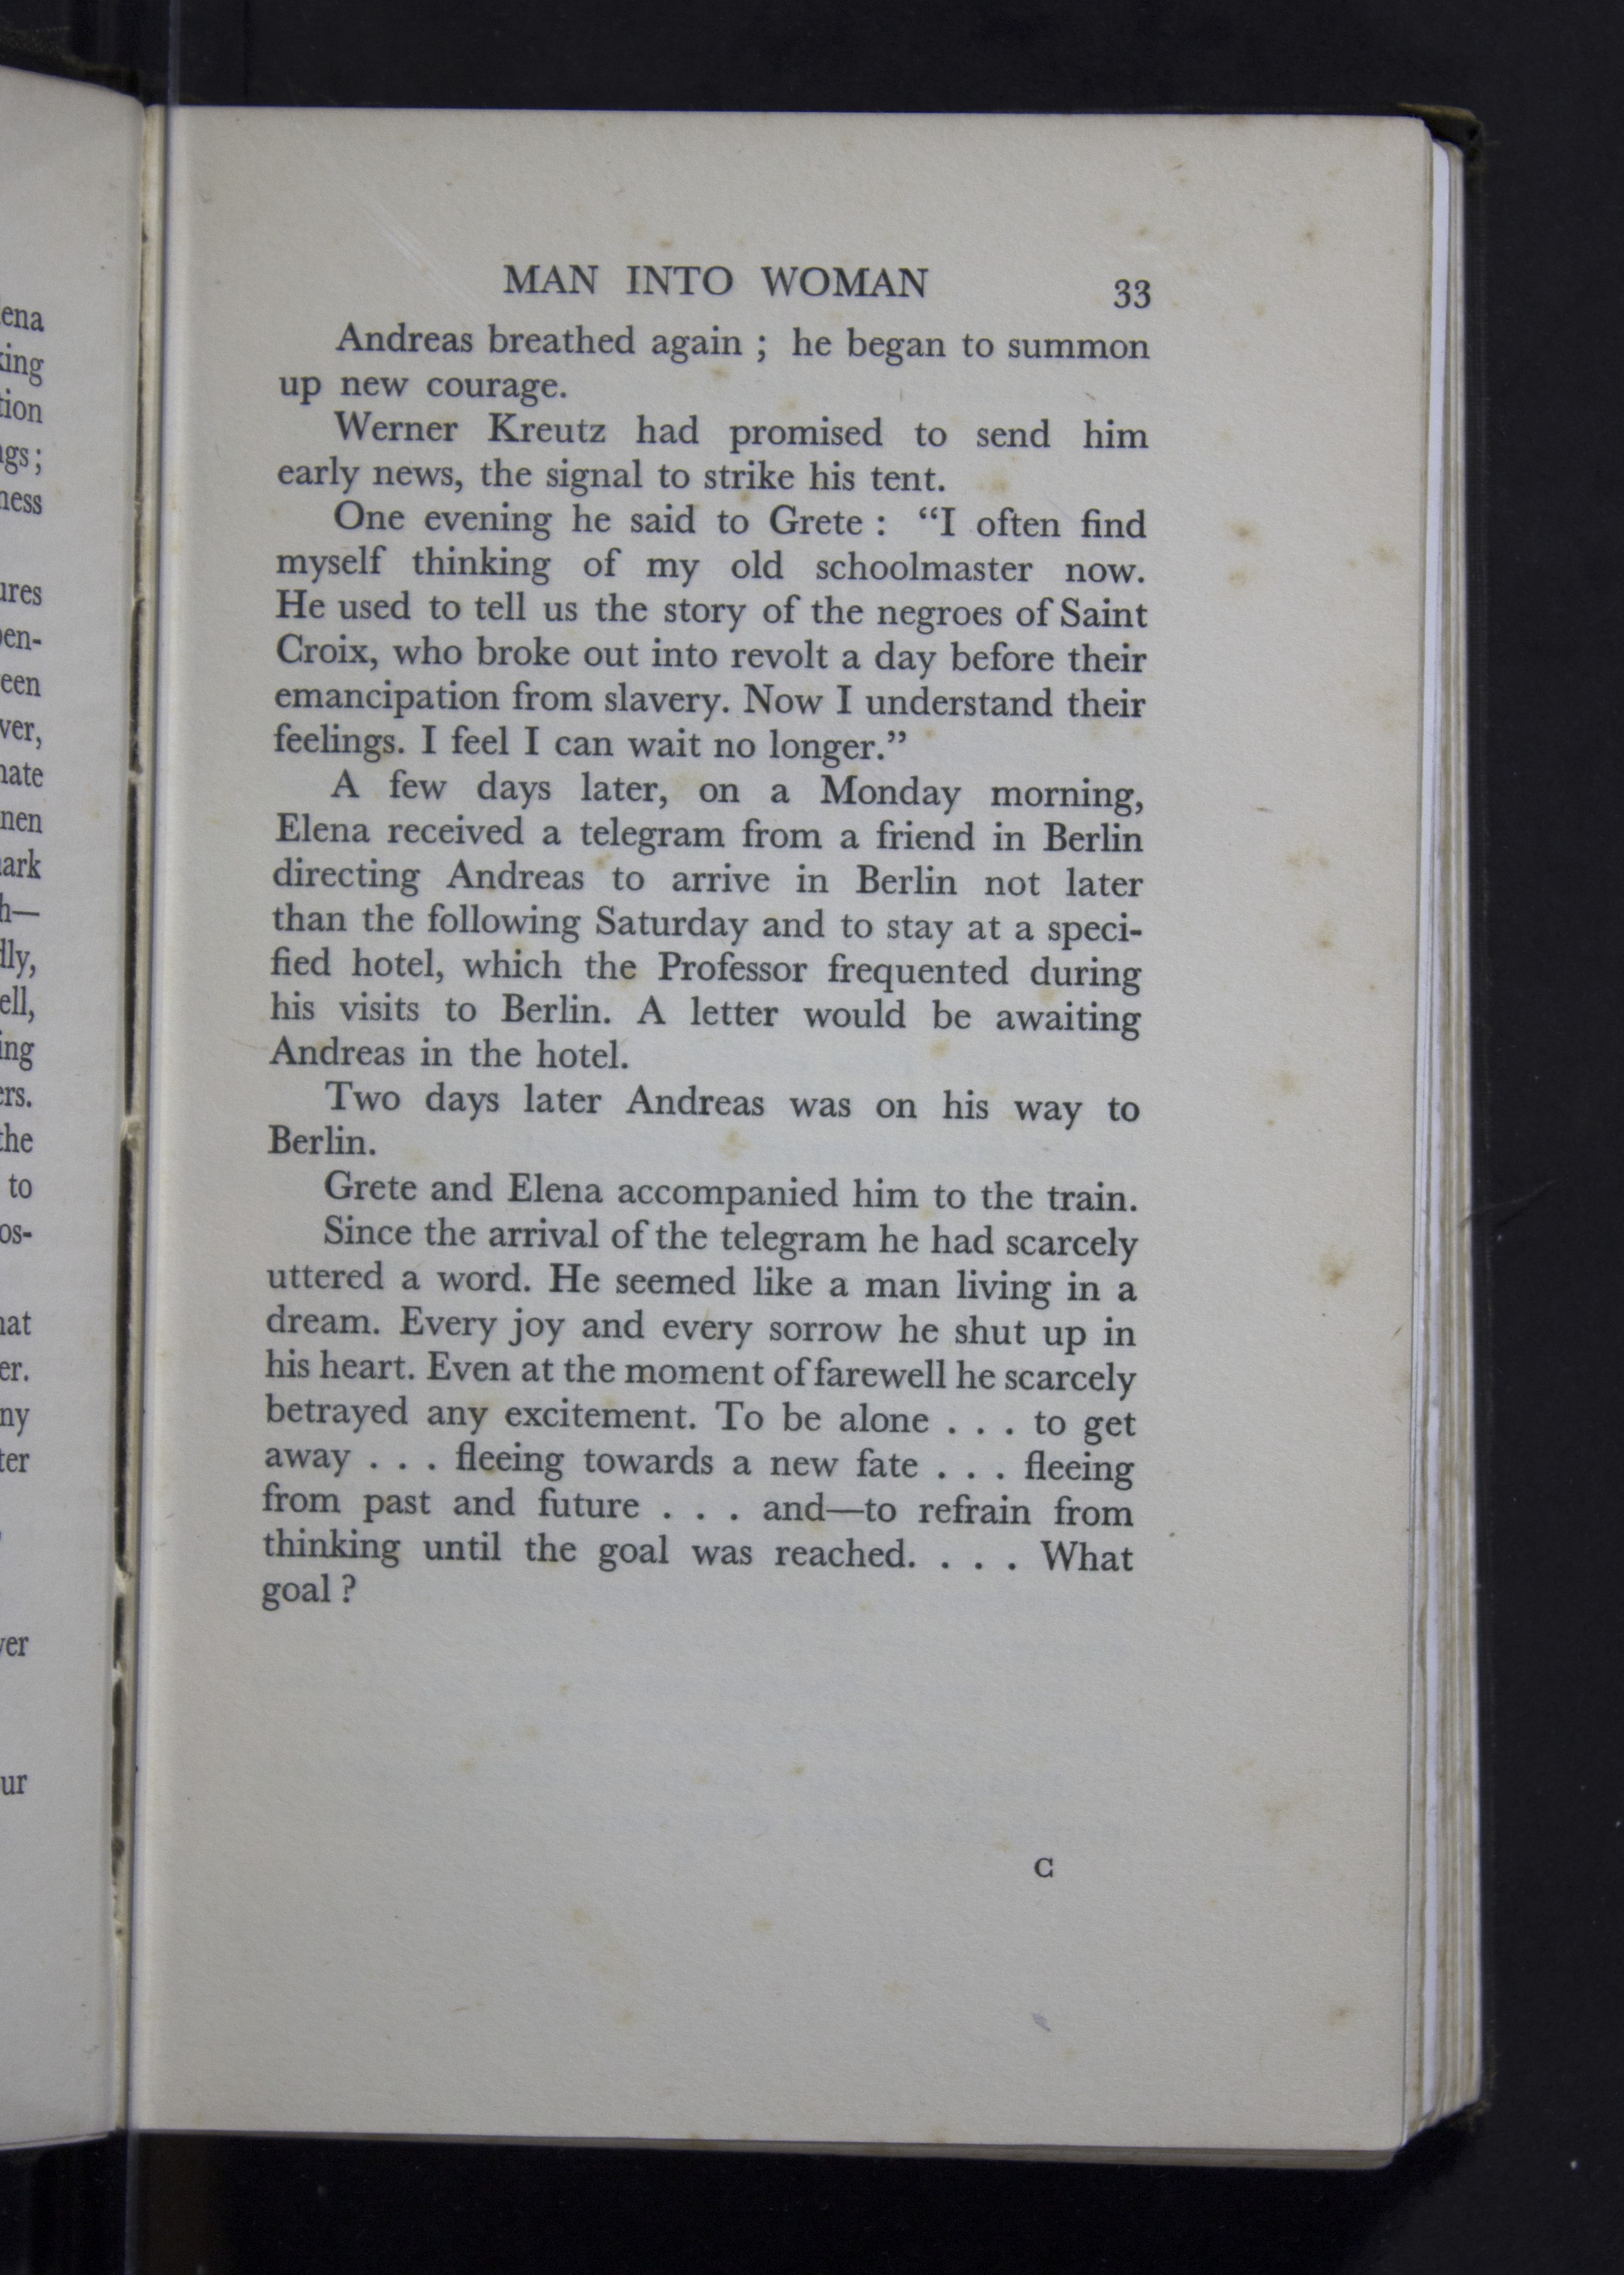 MAN INTO WOMAN 33
Andreas breathed again ; he began to summon
up new courage.
Werner Kreutz had promised to send him
early news, the signal to strike his tent.
One evening he said to Grete : “I often find
myself thinking of my old schoolmaster now.
He used to tell us the story of the negroes of Saint
Croix, who broke out into revolt a day before their
emancipation from slavery. Now I understand their
feelings. I feel I can wait no longer.”
A few days later, on a Monday morning,
Elena received a telegram from a friend in Berlin
directing Andreas to arrive in Berlin not later
than the following Saturday and to stay at a speci-
fied hotel, which the Professor frequented during
his visits to Berlin. A letter would be awaiting
Andreas in the hotel.
Two days later Andreas was on his way to
Berlin.
Grete and Elena accompanied him to the train.
Since the arrival of the telegram he had scarcely
uttered a word. He seemed like a man living in a
dream. Every joy and every sorrow he shut up in
his heart. Even at the moment of farewell he scarcely
betrayed any excitement. To be alone . . . to get
away . . . fleeing towards a new fate . . . fleeing
from past and future . . . and—to refrain from
thinking until the goal was reached. . . . What
goal ?
C